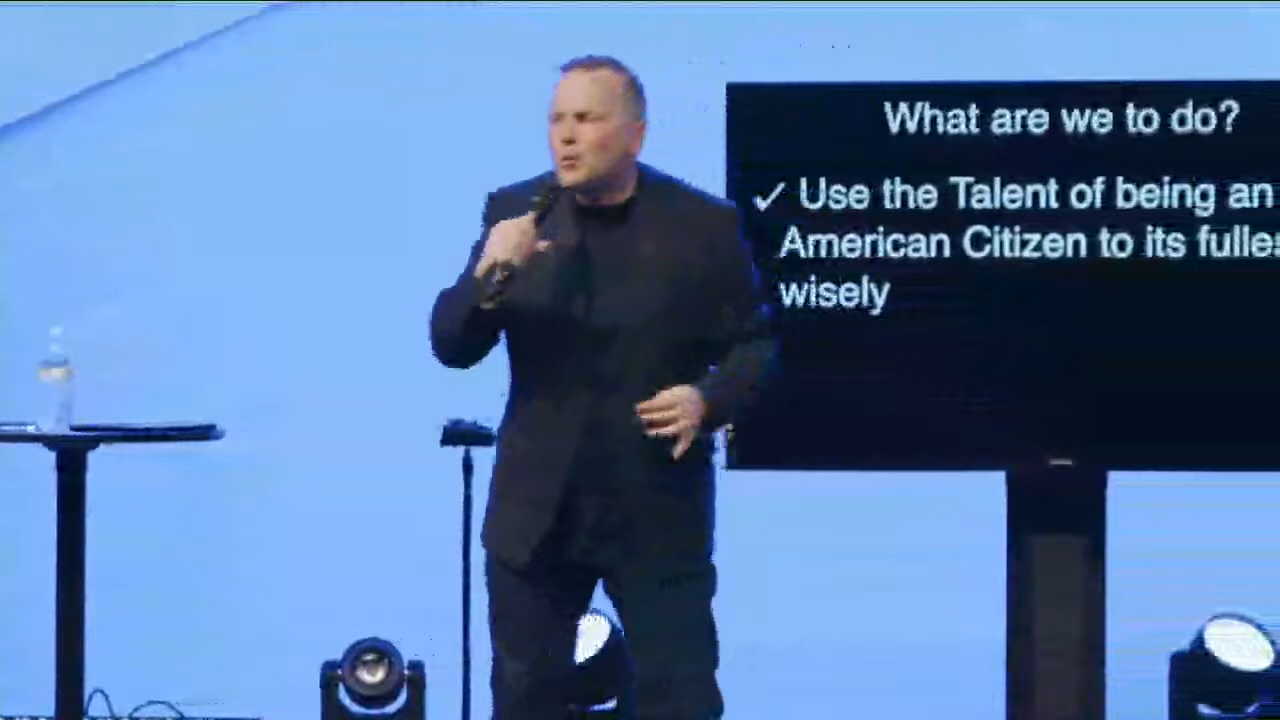 What are we to do?
✓ Use the Talent of being an
American Citizen to its
wisely